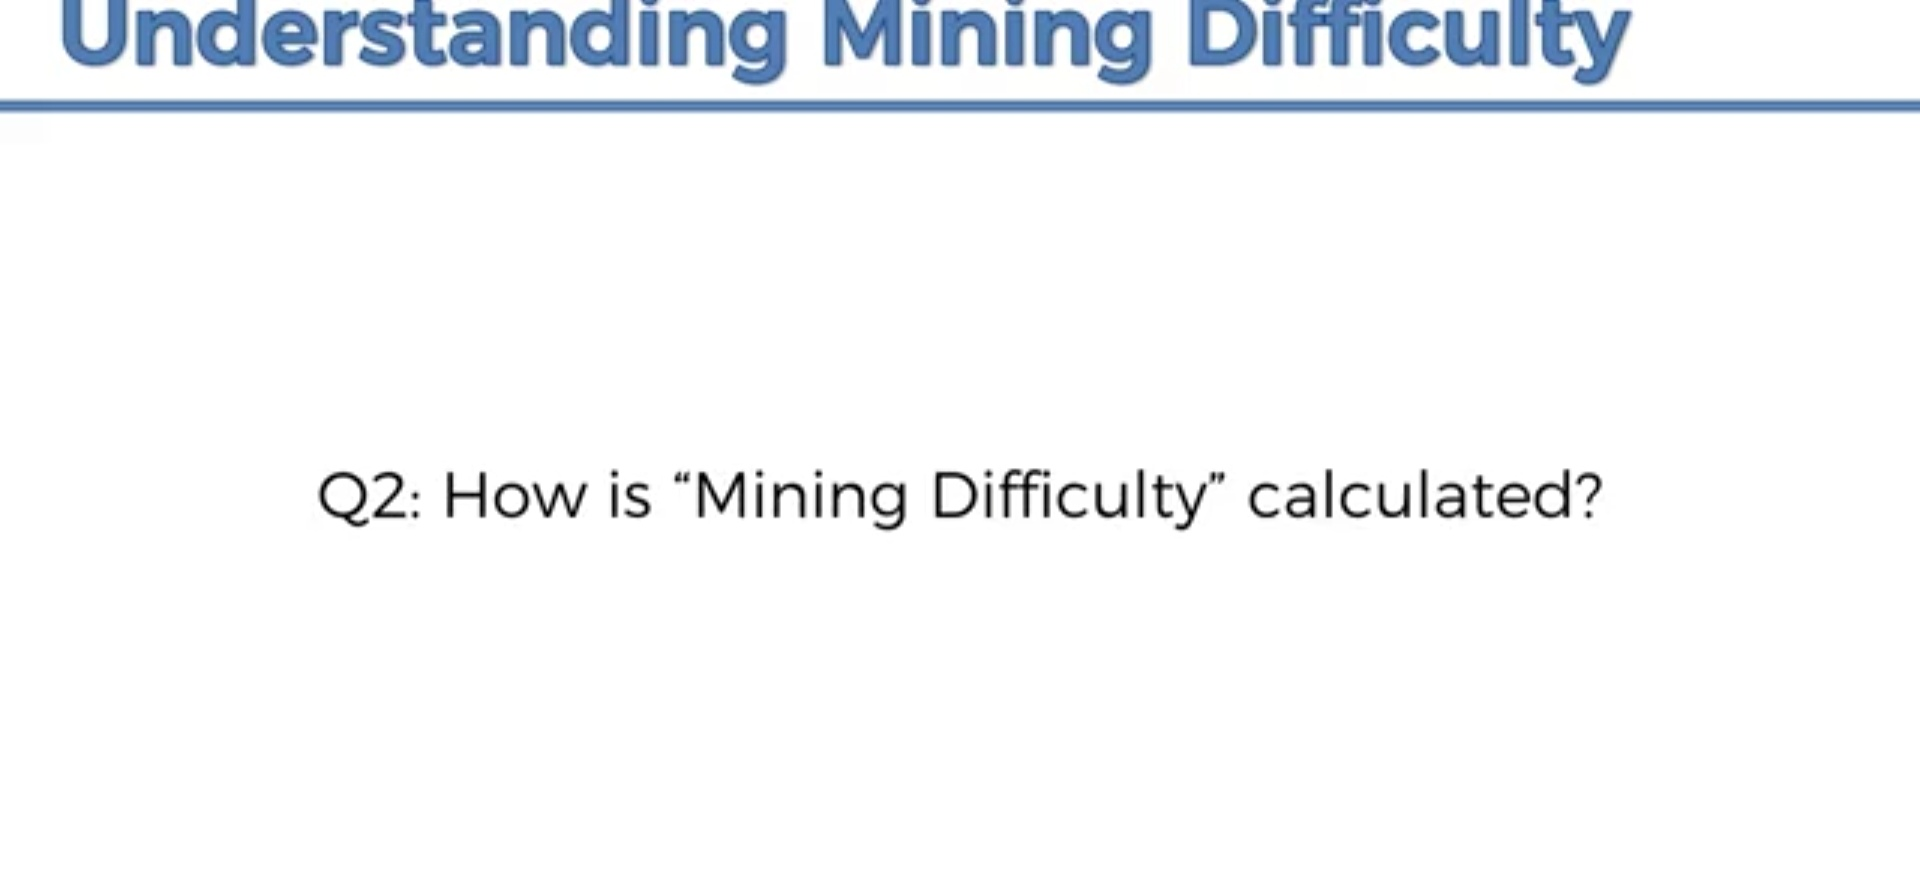 Understanding Mining Difficulty
Q2: How is “Mining Difficulty” calculated?